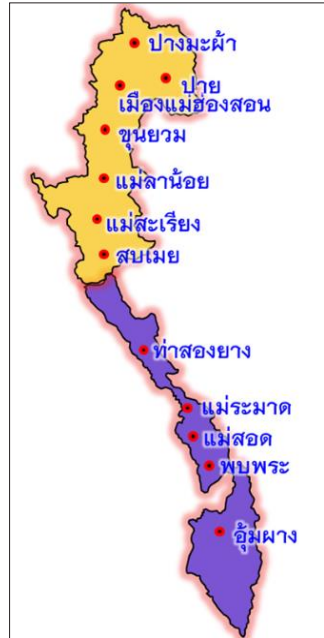 ปางมะผ้า
ปาย
เมืองแม่ฮ่องสอน
ขุนยวม
แม่ลาน้อย
แม่สะเรียง
สบเมย
ท่าสองยาง
แม่ระมาด
แม่สอด
พบพระ
อุ้มผาง